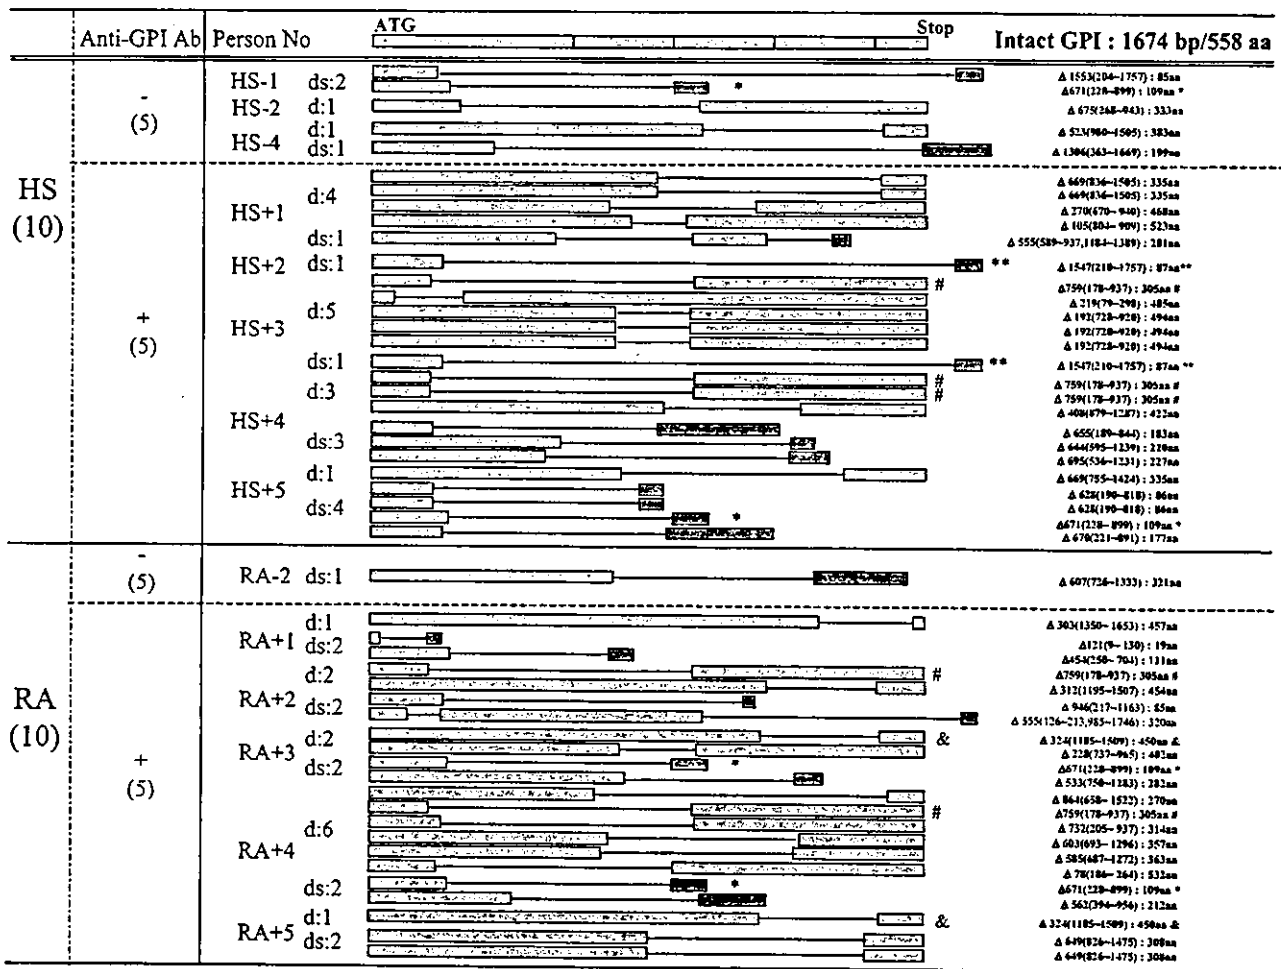 Anti-GPI Ab Person No ATG Stop Intact GPI : 1674 bp/558 aa
HS
(10)
-
(5)
HS-1 ds:2 Δ 1553(204~1757) : 85aa
* Δ671(228~899) : 109aa *
HS-2 d:1 Δ 675(268~943) : 333aa
HS-4 d:1 Δ 523(980~1505) : 383aa
ds:1 Δ 1306(363~1669) : 199aa
+
(5)
HS+1 d:4 Δ 669(836~1505) : 335aa
Δ 669(836~1505) : 335aa
Δ 270(670~ 940) : 468aa
Δ 105(804~ 909) : 523aa
ds:1 Δ 555(589~937,1184~1389) : 281aa
HS+2 ds:1 ** Δ 1547(210~1757) : 87aa**
HS+3 d:5 # Δ759(178~937) : 305aa #
Δ 219(79~298) : 485aa
Δ 192(728~920) : 494aa
Δ 192(728~920) : 494aa
Δ 192(728~920) : 494aa
ds:1 ** Δ 1547(210~1757) : 87aa **
HS+4 d:3 # Δ 759(178~937) : 305aa #
# Δ 759(178~937) : 305aa #
Δ 408(879~1287) : 422aa
ds:3 Δ 655(189~844) : 183aa
Δ 644(595~1239) : 220aa
Δ 695(536~1231) : 227aa
HS+5 d:1 Δ 669(755~1424) : 335aa
ds:4 Δ 628(190~818) : 86aa
Δ 628(190~818) : 86aa
* Δ671(228~899) : 109aa *
Δ 670(221~891) : 177aa
RA
(10)
-
(5)
RA-2 ds:1 Δ 607(726~1333) : 321aa
+
(5)
RA+1 d:1 Δ 303(1350~1653) : 457aa
ds:2 Δ121(9~ 130) : 19aa
Δ454(250~ 704) : 111aa
RA+2 d:2 # Δ759(178~937) : 305aa #
Δ 312(1195~1507) : 454aa
ds:2 Δ 946(217~1163) : 85aa
Δ 555(126~213,985~1746) : 320aa
RA+3 d:2 & Δ 324(1185~1509) : 450aa &
Δ 228(737~965) : 482aa
ds:2 * Δ671(228~899) : 109aa *
Δ 533(750~1283) : 282aa
RA+4 d:6 Δ 864(658~1522) : 270aa
# Δ759(178~937) : 305aa #
Δ 732(205~ 937) : 314aa
Δ 603(693~1296) : 357aa
Δ 585(687~1272) : 363aa
Δ 78(186~ 264) : 532aa
ds:2 * Δ671(228~899) : 109aa *
Δ 562(394~956) : 212aa
RA+5 d:1 & Δ 324(1185~1509) : 450aa &
ds:2 Δ 649(826~1475) : 308aa
Δ 649(826~1475) : 308aa